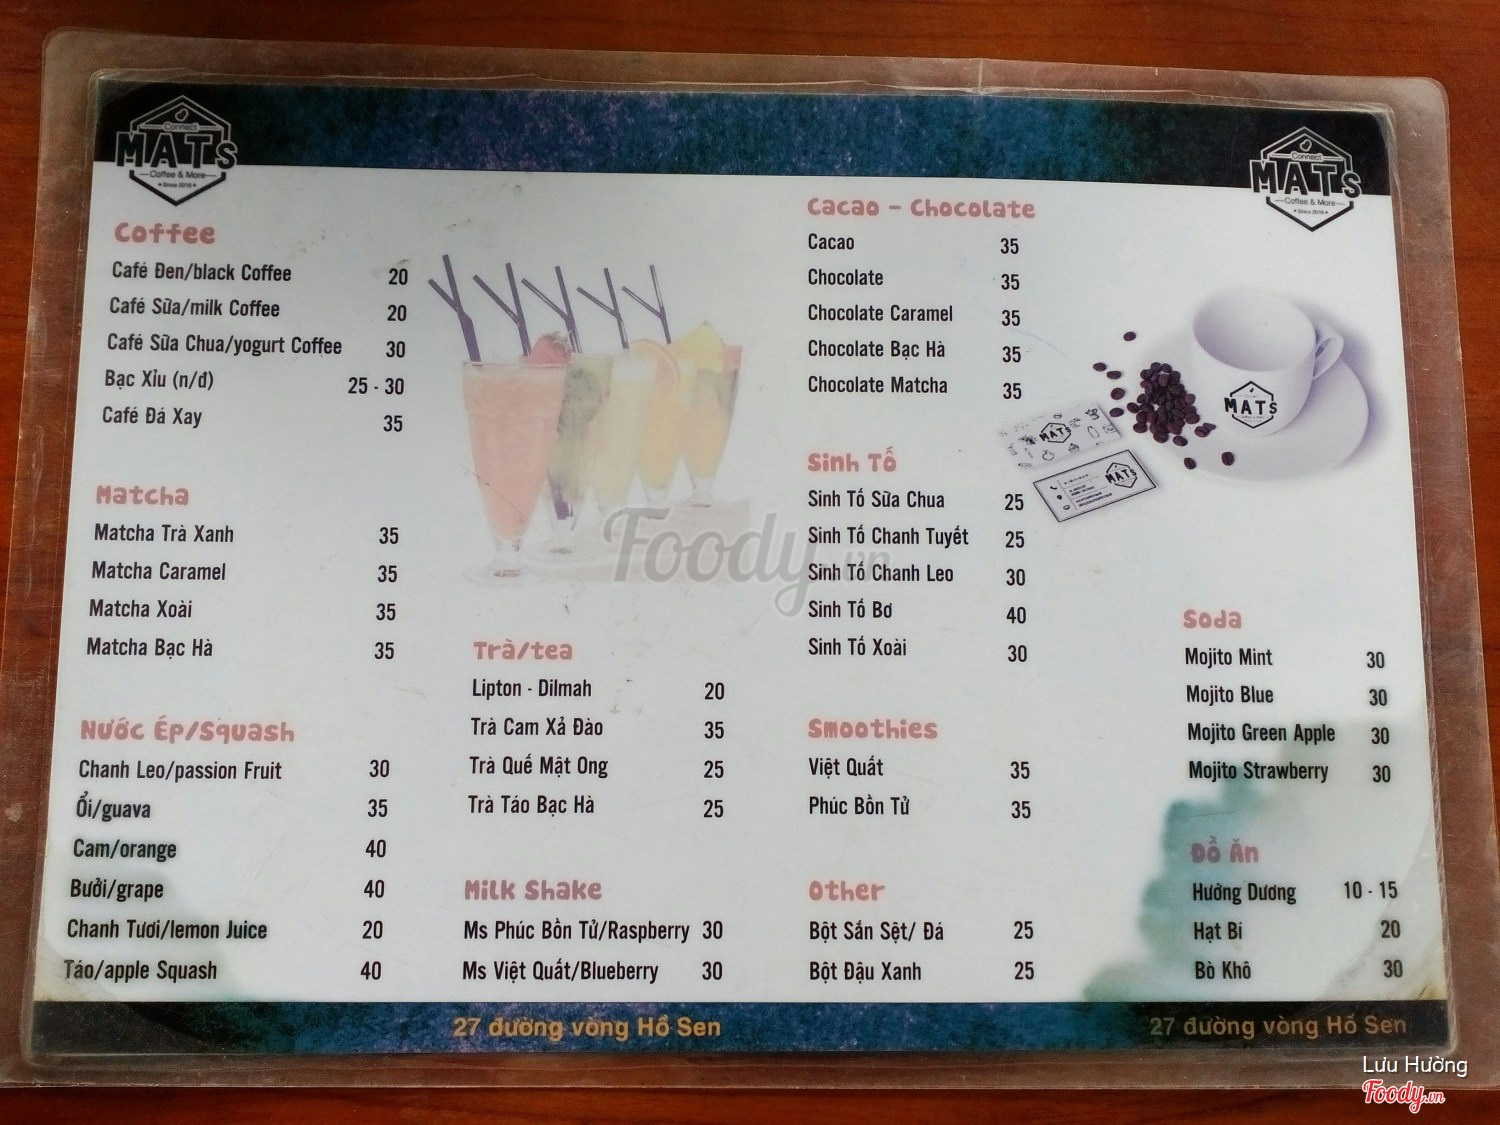 Connect
MATs
Coffee & More
Since 2016
Connect
MATs
Coffee & More
Since 2016
Coffee
Café Đen/black Coffee 20
Café Sữa/milk Coffee 20
Café Sữa Chua/yogurt Coffee 30
Bạc Xỉu (n/đ) 25 - 30
Café Đá Xay 35
Matcha
Matcha Trà Xanh 35
Matcha Caramel 35
Matcha Xoài 35
Matcha Bạc Hà 35
Nước Ép/Squash
Chanh Leo/passion Fruit 30
Ổi/guava 35
Cam/orange 40
Bưởi/grape 40
Chanh Tươi/lemon Juice 20
Táo/apple Squash 40
Trà/tea
Lipton - Dilmah 20
Trà Cam Xả Đào 35
Trà Quế Mật Ong 25
Trà Táo Bạc Hà 25
Milk Shake
Ms Phúc Bồn Tử/Raspberry 30
Ms Việt Quất/Blueberry 30
Cacao - Chocolate
Cacao 35
Chocolate 35
Chocolate Caramel 35
Chocolate Bạc Hà 35
Chocolate Matcha 35
Sinh Tố
Sinh Tố Sữa Chua 25
Sinh Tố Chanh Tuyết 25
Sinh Tố Chanh Leo 30
Sinh Tố Bơ 40
Sinh Tố Xoài 30
Smoothies
Việt Quất 35
Phúc Bồn Tử 35
Other
Bột Sắn Sệt/ Đá 25
Bột Đậu Xanh 25
MATs
MATs
MATs
Soda
Mojito Mint 30
Mojito Blue 30
Mojito Green Apple 30
Mojito Strawberry 30
Đồ Ăn
Hướng Dương 10 - 15
Hạt Bí 20
Bò Khô 30
Foody.vn
27 đường vòng Hồ Sen
27 đường vòng Hồ Sen
Lưu Hường
Foody.vn